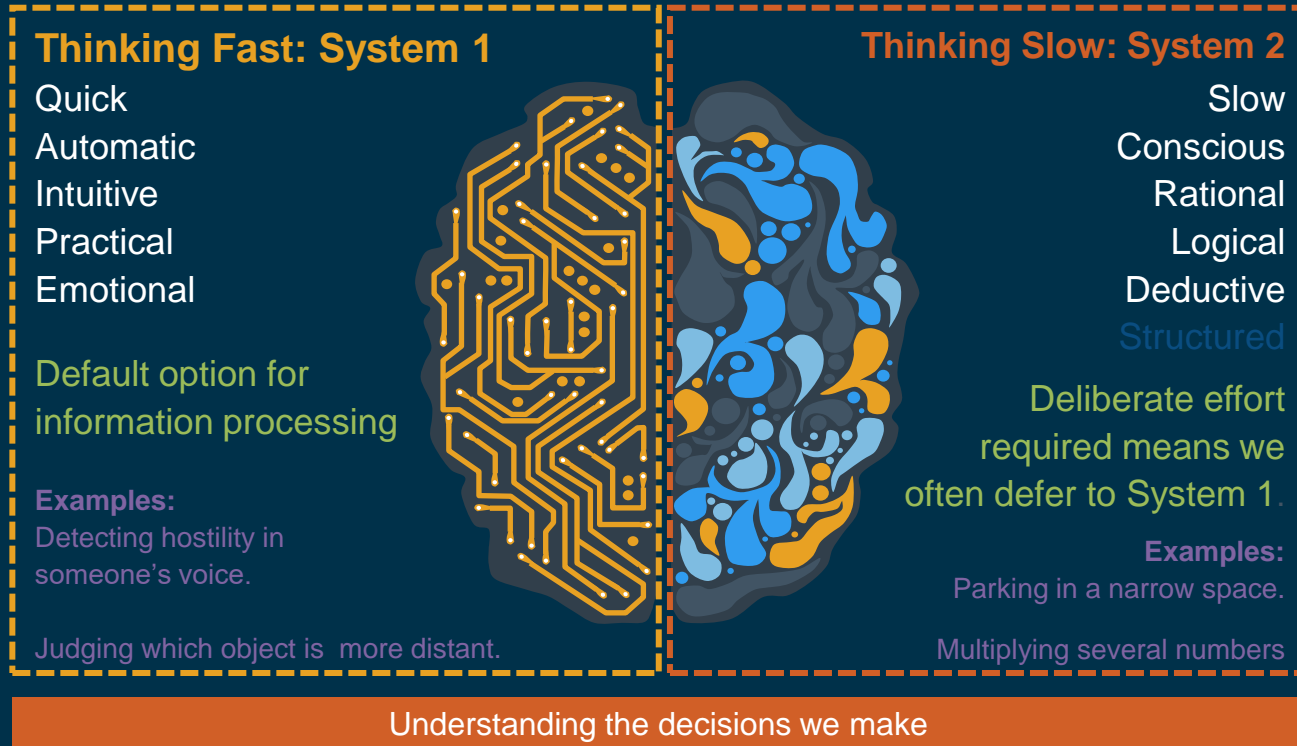 Thinking Fast: System 1
Quick
Automatic
Intuitive
Practical
Emotional
Default option for
information processing
Examples:
Detecting hostility in
someone’s voice.
Judging which object is  more distant.
Thinking Slow: System 2
Slow
Conscious
Rational
Logical
Deductive
Structured
Deliberate effort
required means we
often defer to System 1.
Examples:
Parking in a narrow space.
Multiplying several numbers
Understanding the decisions we make